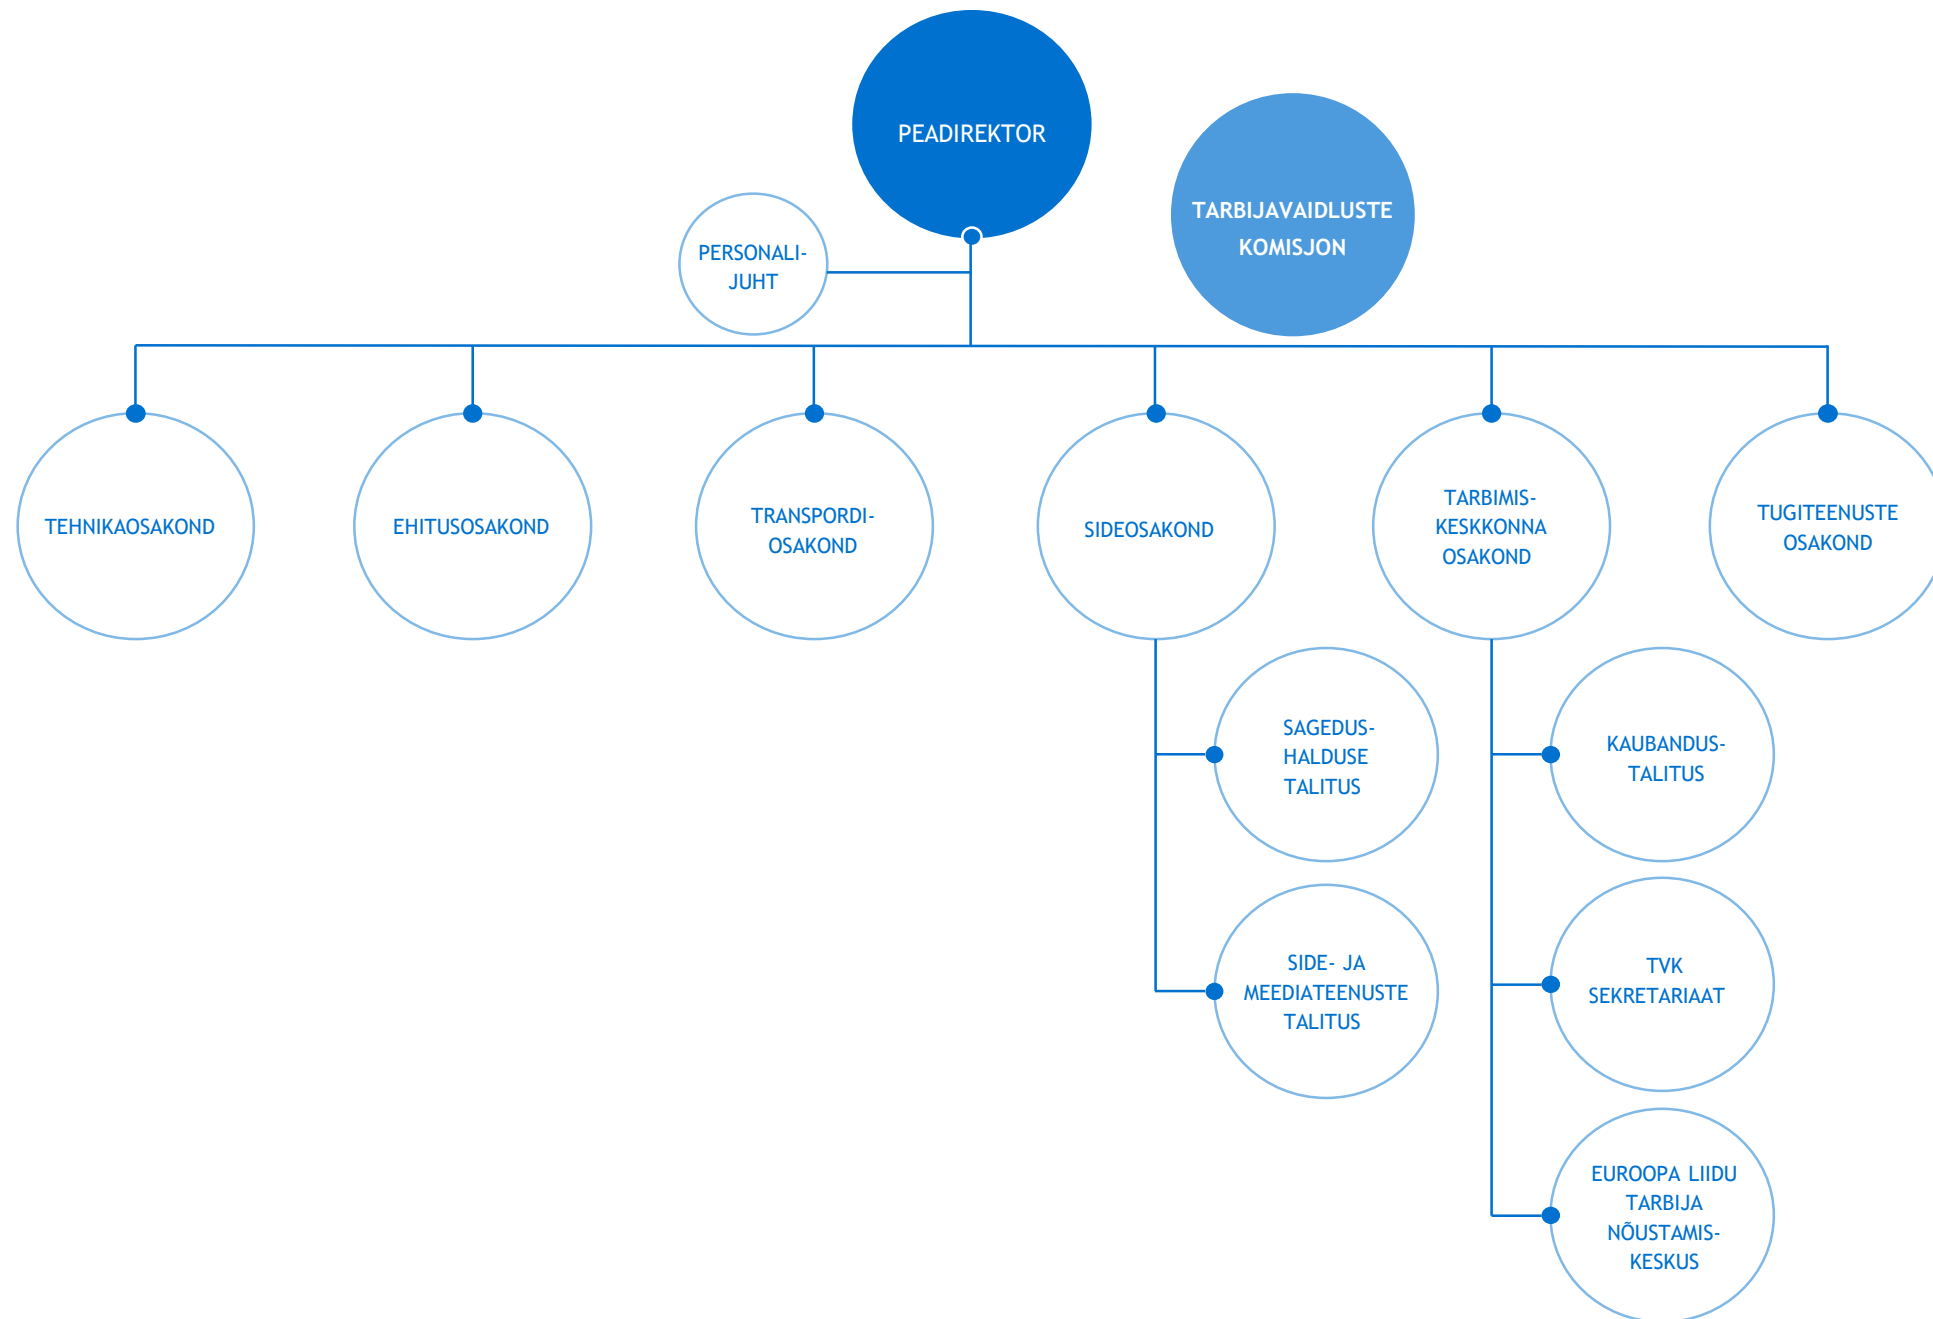 PEADIREKTOR
TARBIJAVAIDLUSTE
KOMISJON
PERSONALI-
JUHT
TEHNIKAOSAKOND
EHITUSOSAKOND
TRANSPORDI-
OSAKOND
SIDEOSAKOND
TARBIMIS-
KESKKONNA
OSAKOND
TUGITEENUSTE
OSAKOND
SAGEDUS-
HALDUSE
TALITUS
KAUBANDUS-
TALITUS
SIDE- JA
MEEDIATEENUSTE
TALITUS
TVK
SEKRETARIAAT
EUROOPA LIIDU
TARBIJA
NÕUSTAMIS-
KESKUS